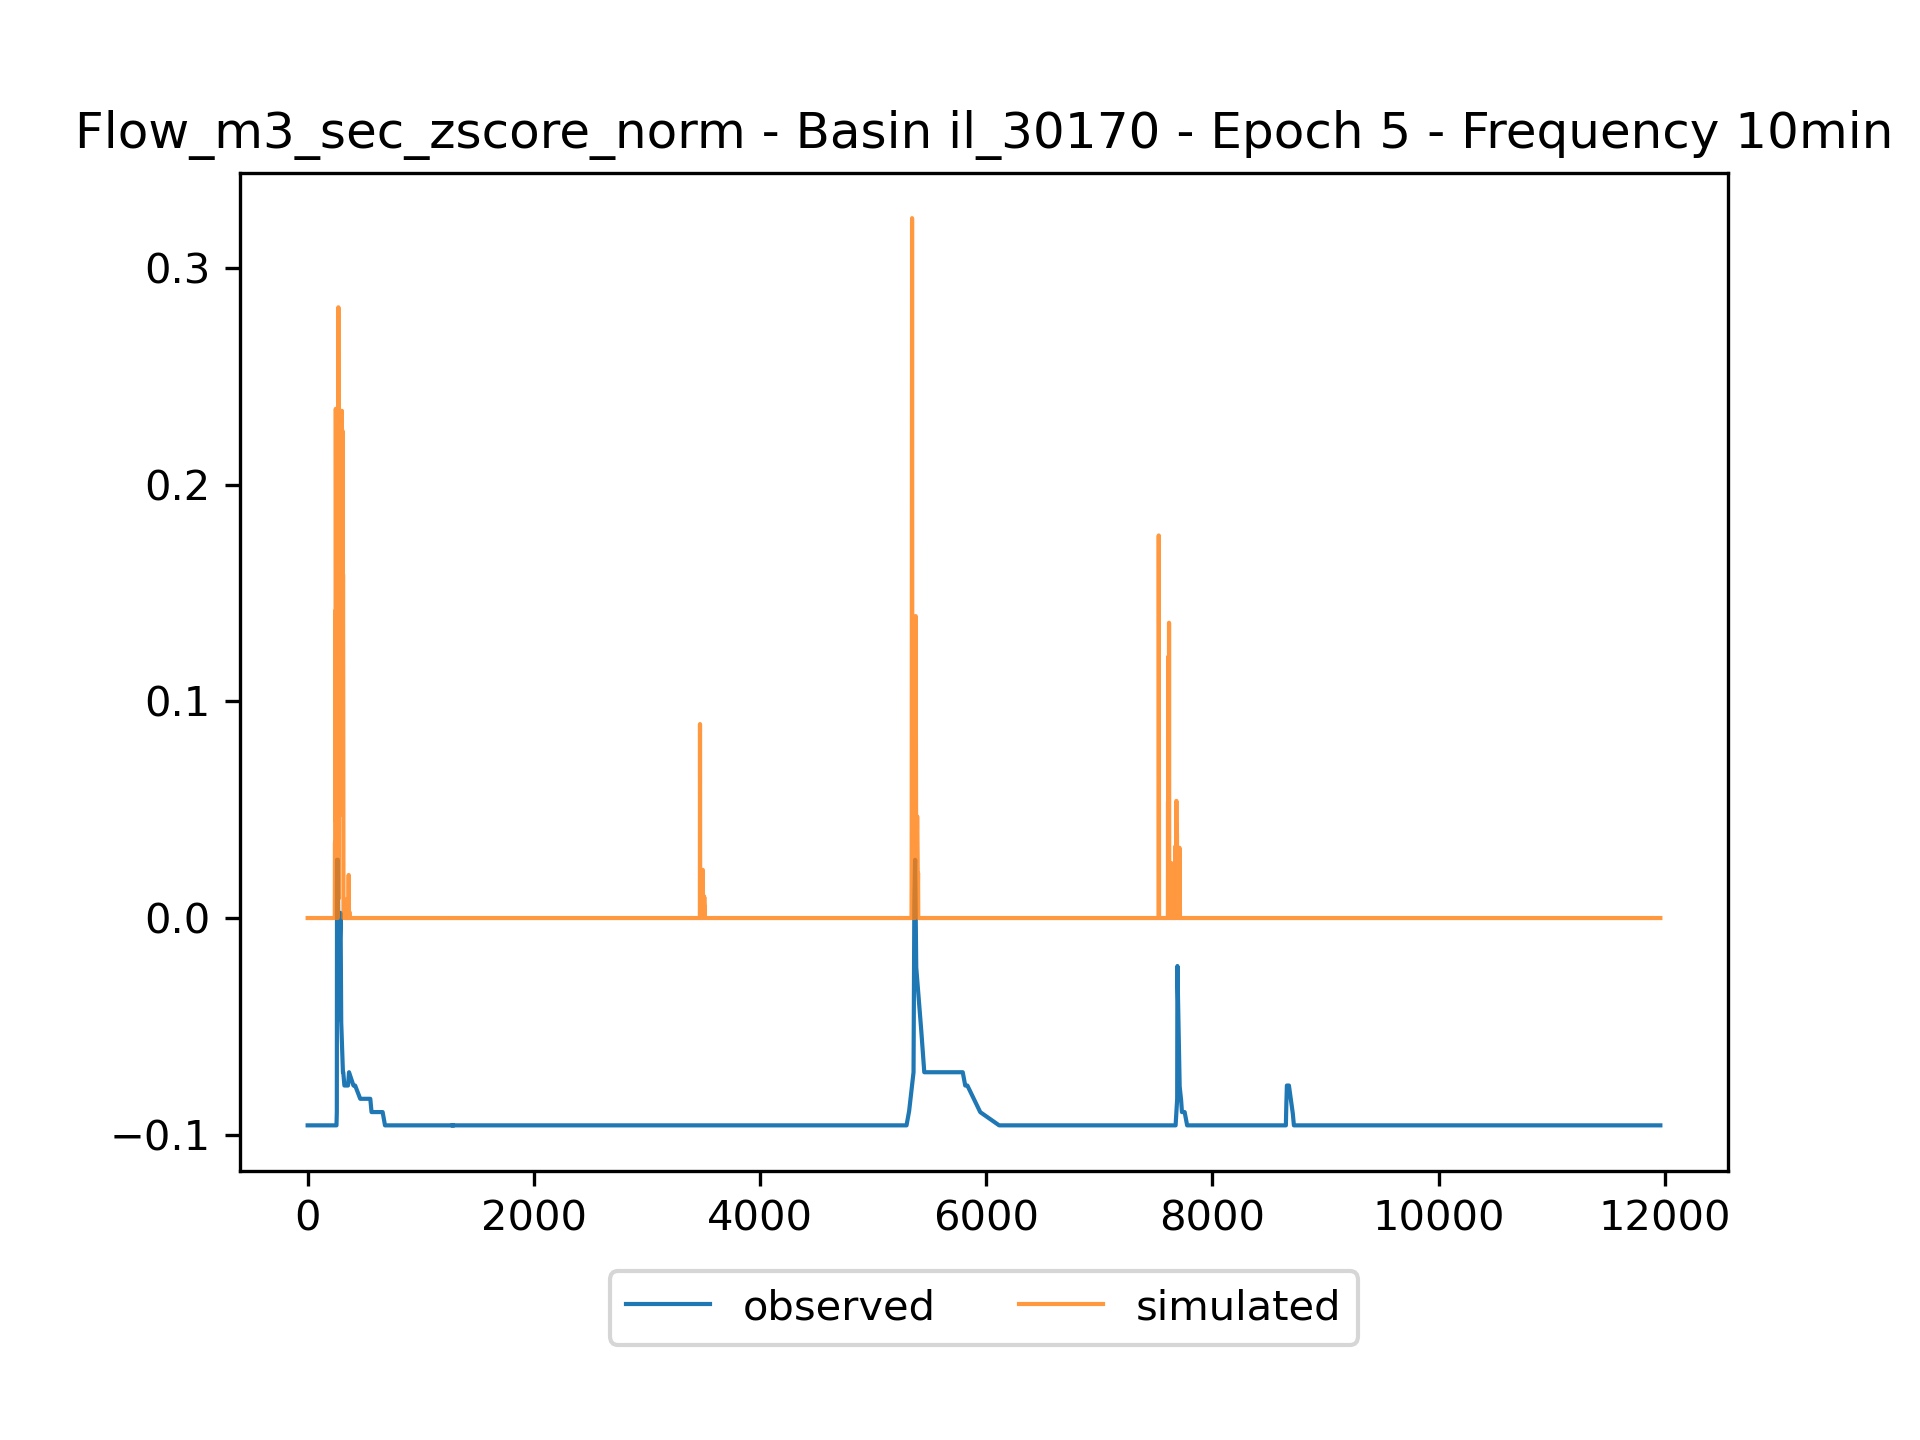 Flow_m3_sec_zscore_norm - Basin il_30170 - Epoch 5 - Frequency 10min
0.3
0.2
0.1
0.0
−0.1
0 2000 4000 6000 8000 10000 12000
observed simulated